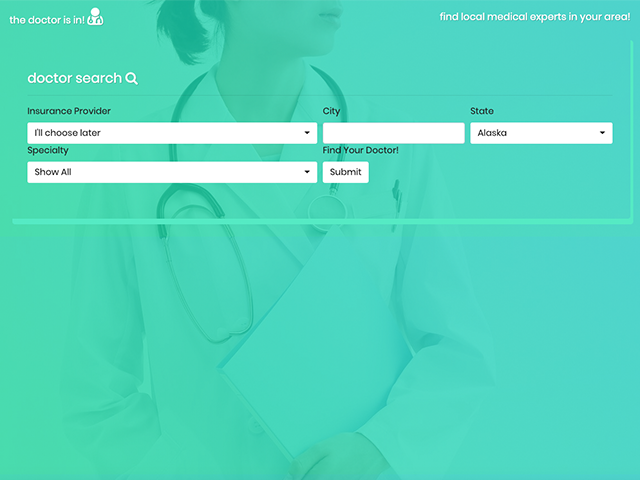 the doctor is in!
find local medical experts in your area!
doctor search
Insurance Provider
City
State
I'll choose later
Alaska
Specialty
Find Your Doctor!
Show All
Submit